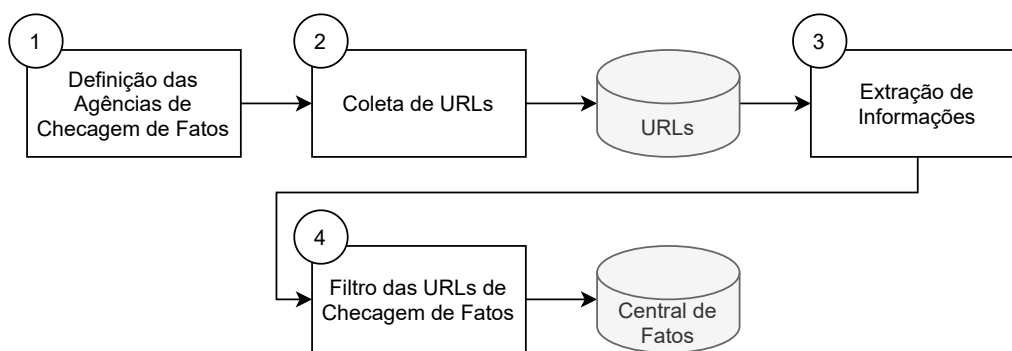 1
Definição das
Agências de
Checagem de Fatos
2
Coleta de URLs
URLs
3
Extração de
Informações
4
Filtro das URLs de
Checagem de Fatos
Central de
Fatos